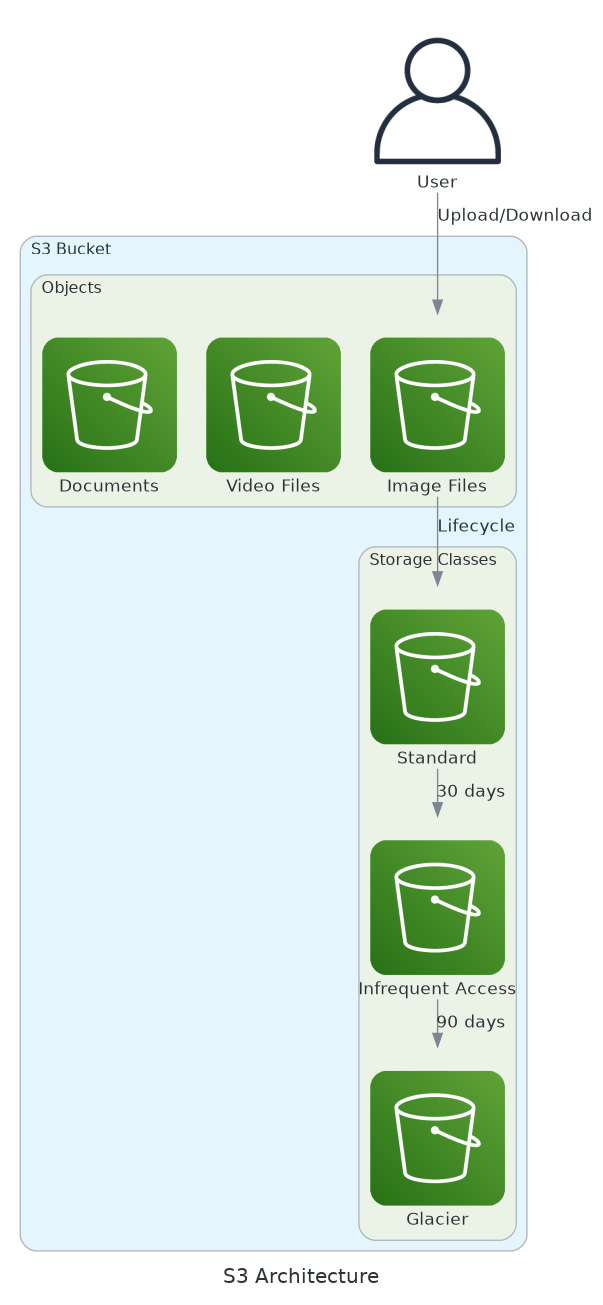 User
Upload/Download
S3 Bucket
Objects
Documents
Video Files
Image Files
Lifecycle
Storage Classes
Standard
30 days
Infrequent Access
90 days
Glacier
S3 Architecture